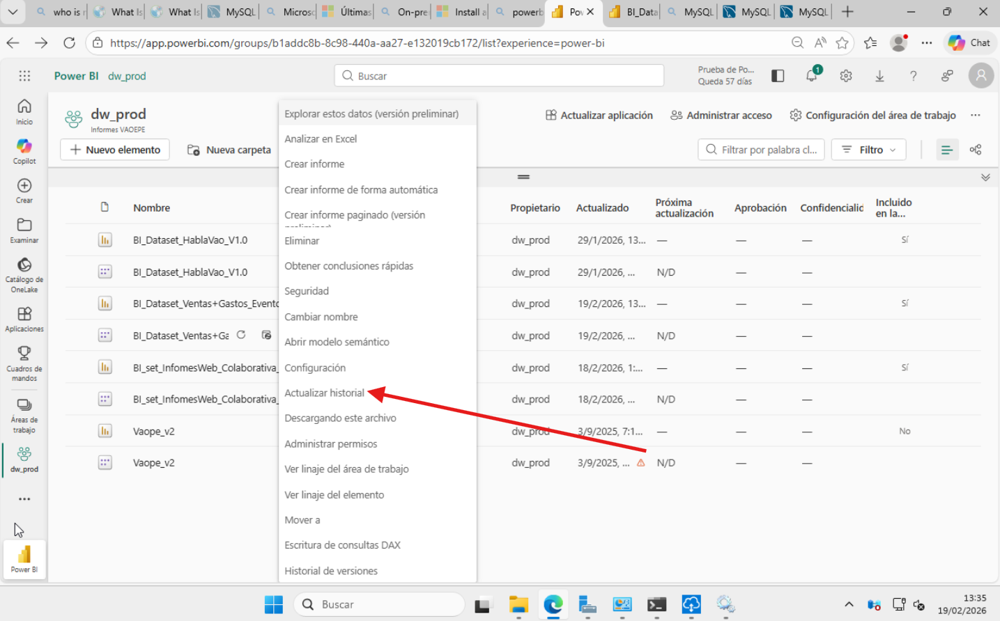 who is
What Is
What Is
MySQL
Microso
Últimas
On-pre
Install a
powerb
Pow
BI_Data
MySQL
MySQL
MySQL
https://app.powerbi.com/groups/b1addc8b-8c98-440a-aa27-e132019cb172/list?experience=power-bi
Chat
Power BI dw_prod
Buscar
Prueba de Po...
Queda 57 días
1
Inicio
Copilot
Crear
Examinar
Catálogo de
OneLake
Aplicaciones
Cuadros de
mandos
Áreas de
trabajo
dw_prod
Power BI
dw_prod
Informes VAOEPE
Actualizar aplicación
Administrar acceso
Configuración del área de trabajo
Nuevo elemento
Nueva carpeta
Filtrar por palabra cl...
Filtro
Explorar estos datos (versión preliminar)
Analizar en Excel
Crear informe
Crear informe de forma automática
Crear informe paginado (versión
preliminar)
Eliminar
Obtener conclusiones rápidas
Seguridad
Cambiar nombre
Abrir modelo semántico
Configuración
Actualizar historial
Descargando este archivo
Administrar permisos
Ver linaje del área de trabajo
Ver linaje del elemento
Mover a
Escritura de consultas DAX
Historial de versiones
Nombre Propietario Actualizado Próxima actualización Aprobación Confidencialid Incluido en la...
BI_Dataset_HablaVao_V1.0 dw_prod 29/1/2026, 13... — — — Sí
BI_Dataset_HablaVao_V1.0 dw_prod 29/1/2026, ... N/D — —
BI_Dataset_Ventas+Gastos_Evento dw_prod 19/2/2026, 13... — — — Sí
BI_Dataset_Ventas+Ga dw_prod 19/2/2026, ... N/D — —
BI_set_InfomesWeb_Colaborativa_ dw_prod 18/2/2026, 1:... — — — Sí
BI_set_InfomesWeb_Colaborativa_ dw_prod 18/2/2026, ... N/D — —
Vaope_v2 dw_prod 3/9/2025, 7:1... — — — No
Vaope_v2 dw_prod 3/9/2025, ... N/D — —
Buscar
13:35
19/02/2026